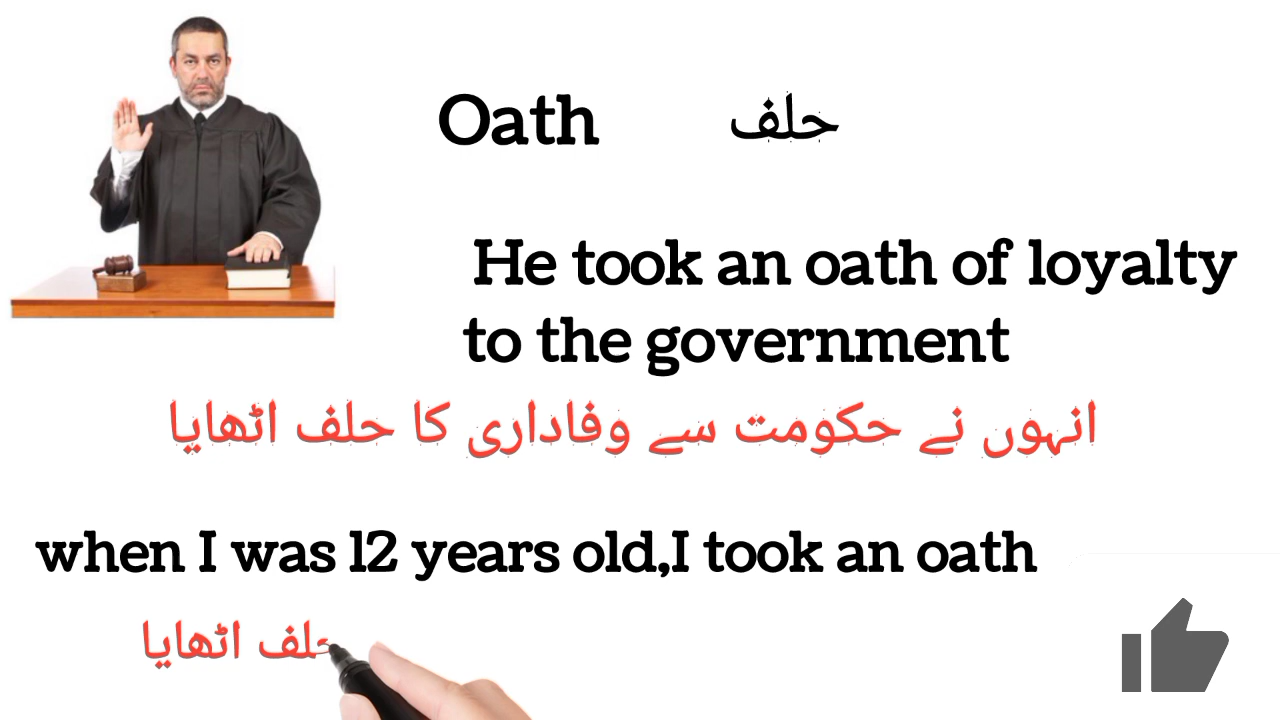 Oath حلف
He took an oath of loyalty
to the government
انہوں نے حکومت سے وفاداری کا حلف اٹھایا
when I was 12 years old,I took an oath
حلف اٹھایا